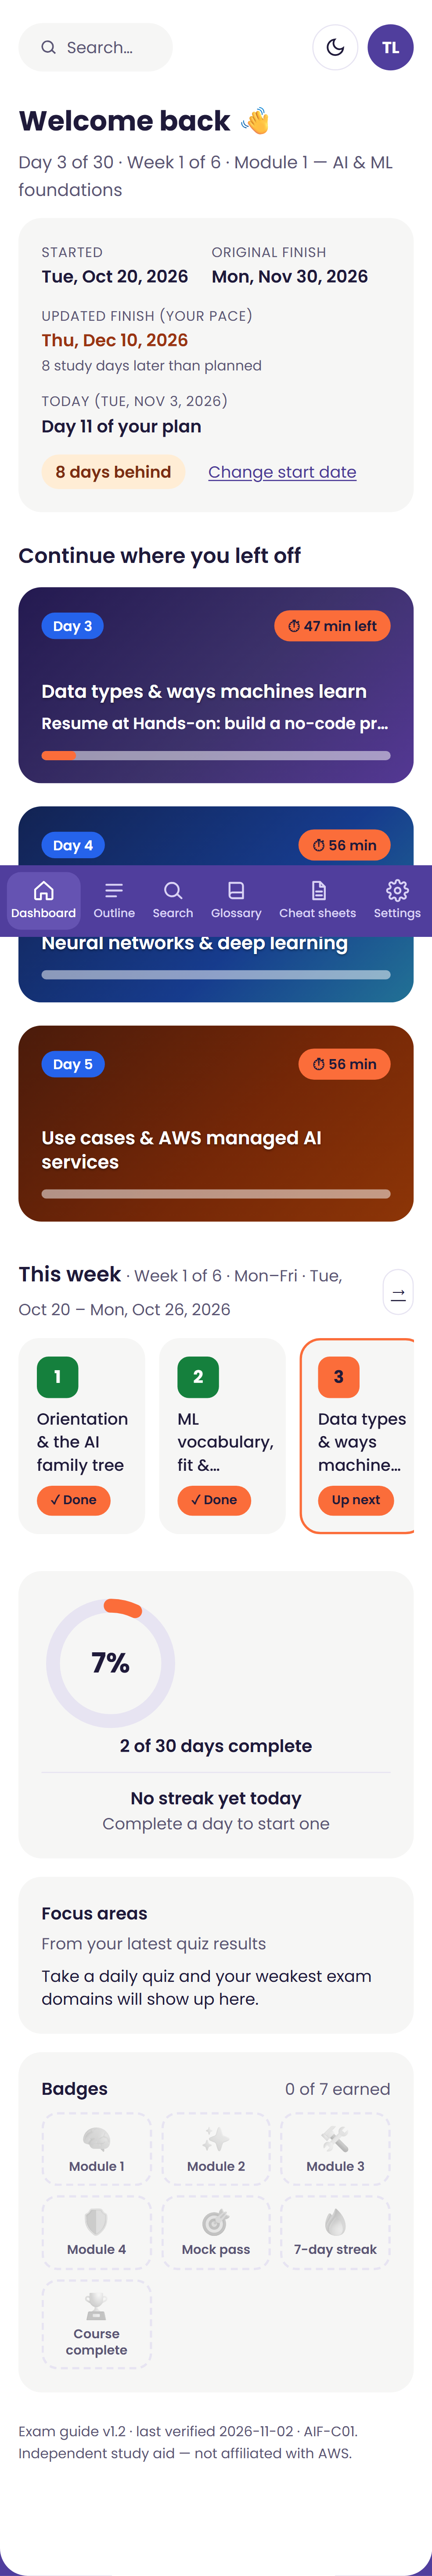 Search...
TL
Welcome back 👋
Day 3 of 30 · Week 1 of 6 · Module 1 — AI & ML
foundations
STARTED
Tue, Oct 20, 2026
ORIGINAL FINISH
Mon, Nov 30, 2026
UPDATED FINISH (YOUR PACE)
Thu, Dec 10, 2026
8 study days later than planned
TODAY (TUE, NOV 3, 2026)
Day 11 of your plan
8 days behind
Change start date
Continue where you left off
Day 3
⏱ 47 min left
Data types & ways machines learn
Resume at Hands-on: build a no-code pr...
Day 4
⏱ 56 min
Dashboard
Outline
Search
Glossary
Cheat sheets
Settings
Neural networks & deep learning
Day 5
⏱ 56 min
Use cases & AWS managed AI
services
This week · Week 1 of 6 · Mon–Fri · Tue,
Oct 20 – Mon, Oct 26, 2026
→
1
Orientation
& the AI
family tree
✓ Done
2
ML
vocabulary,
fit &...
✓ Done
3
Data types
& ways
machine...
Up next
7%
2 of 30 days complete
No streak yet today
Complete a day to start one
Focus areas
From your latest quiz results
Take a daily quiz and your weakest exam
domains will show up here.
Badges
0 of 7 earned
Module 1
Module 2
Module 3
Module 4
Mock pass
7-day streak
Course
complete
Exam guide v1.2 · last verified 2026-11-02 · AIF-C01.
Independent study aid — not affiliated with AWS.